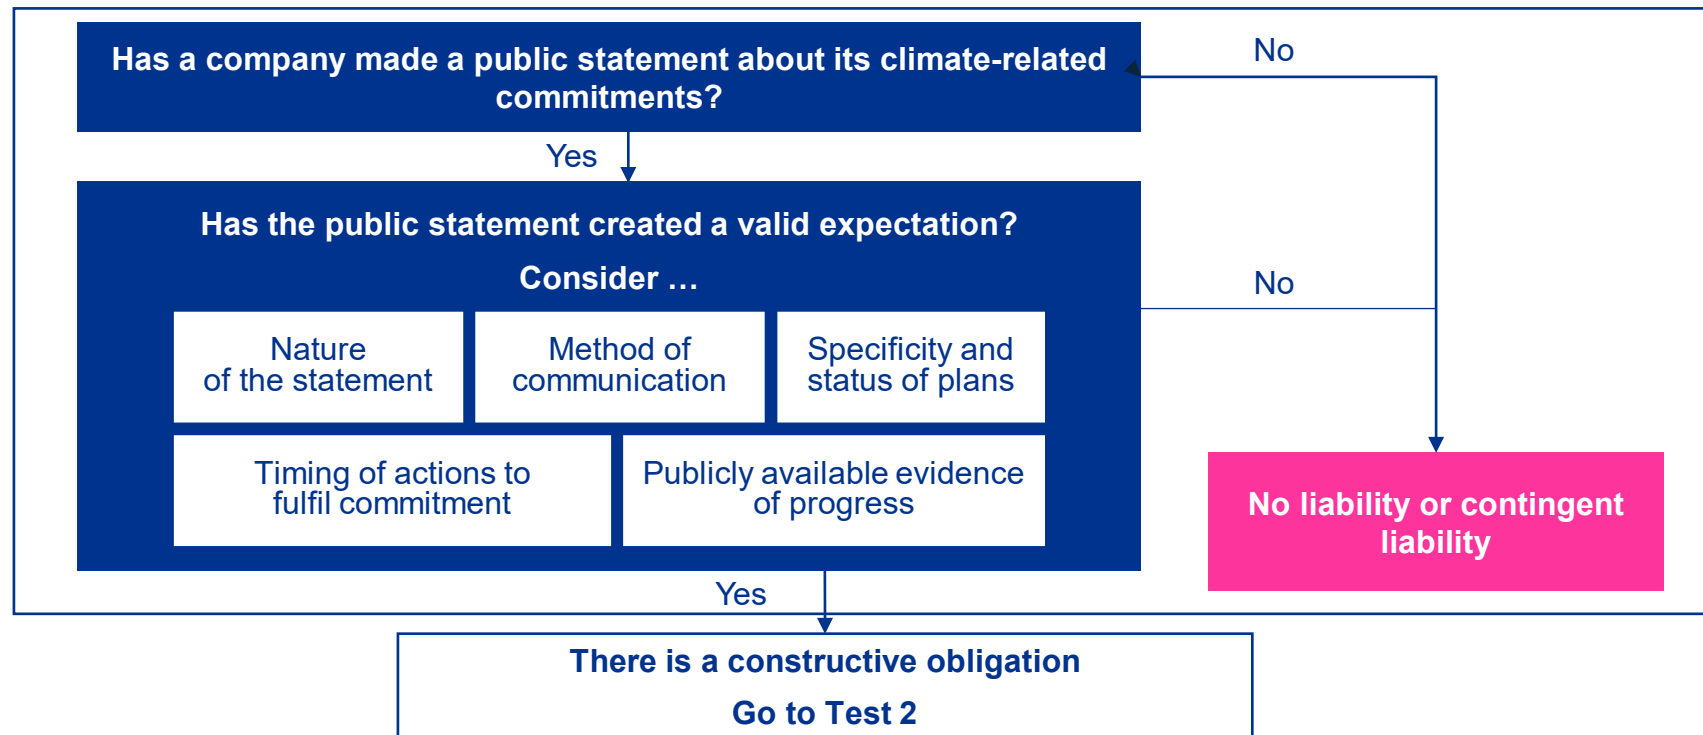 Has a company made a public statement about its climate-related
commitments?
No
Yes
Has the public statement created a valid expectation?
Consider …
No
Nature
of the statement
Method of
communication
Specificity and
status of plans
Timing of actions to
fulfil commitment
Publicly available evidence
of progress
No liability or contingent
liability
Yes
There is a constructive obligation
Go to Test 2